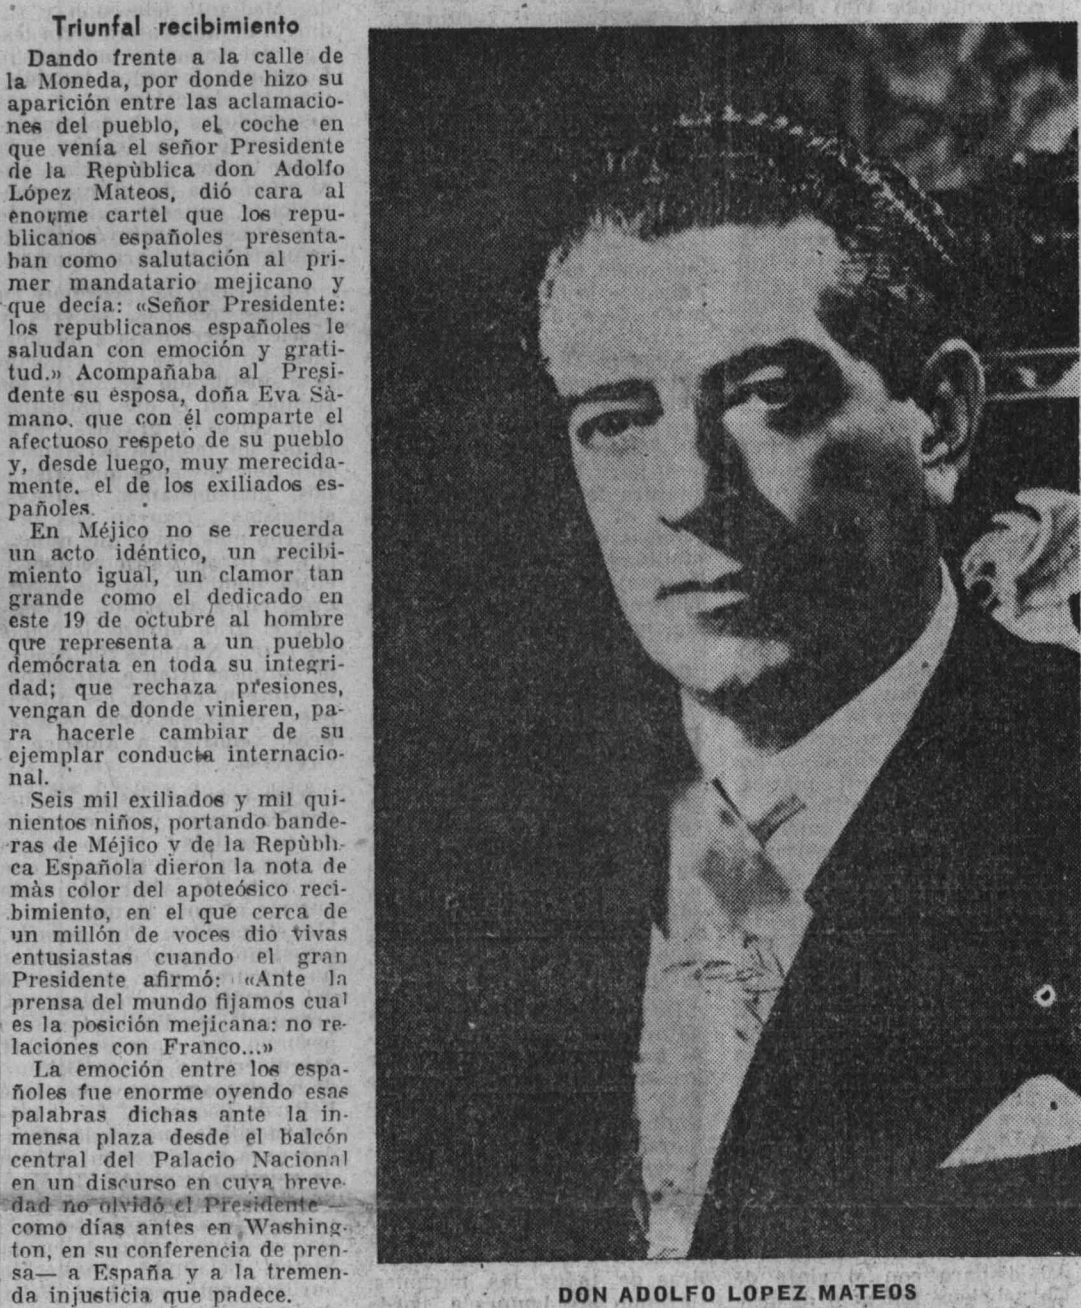 Triunfal recibimiento
Dando frente a la calle de
la Moneda, por donde hizo su
aparición entre las aclamacio-
nes del pueblo, el coche en
que venía el señor Presidente
de la Repùblica don Adolfo
López Mateos, dió cara al
enorme cartel que los repu-
blicanos españoles presenta-
ban como salutación al pri-
mer mandatario mejicano y
que decía: «Señor Presidente:
los republicanos españoles le
saludan con emoción y grati-
tud.» Acompañaba al Presi-
dente su esposa, doña Eva Sà-
mano, que con él comparte el
afectuoso respeto de su pueblo
y, desde luego, muy merecida-
mente, el de los exiliados es-
pañoles.
En Méjico no se recuerda
un acto idéntico, un recibi-
miento igual, un clamor tan
grande como el dedicado en
este 19 de octubre al hombre
que representa a un pueblo
demócrata en toda su integri-
dad; que rechaza presiones,
vengan de donde vinieren, pa-
ra hacerle cambiar de su
ejemplar conducta internacio-
nal.
Seis mil exiliados y mil qui-
nientos niños, portando bande-
ras de Méjico y de la Repùbli-
ca Española dieron la nota de
màs color del apoteósico reci-
bimiento, en el que cerca de
un millón de voces dio vivas
entusiastas cuando el gran
Presidente afirmó: «Ante la
prensa del mundo fijamos cual
es la posición mejicana: no re-
laciones con Franco...»
La emoción entre los espa-
ñoles fue enorme oyendo esas
palabras dichas ante la in-
mensa plaza desde el balcón
central del Palacio Nacional
en un discurso en cuya breve-
dad no olvidó el Presidente —
como días antes en Washing-
ton, en su conferencia de pren-
sa— a España y a la tremen-
da injusticia que padece.
DON ADOLFO LOPEZ MATEOS